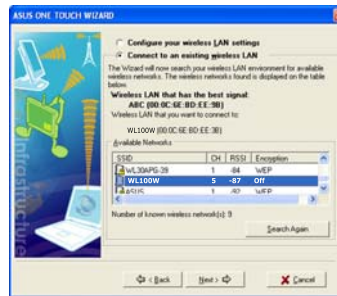 ASUS ONE TOUCH WIZARD
Configure your wireless LAN settings
Connect to an existing wireless LAN
The Wizard will now search your wireless LAN environment for available
wireless networks. The wireless networks found is displayed on the table
below.
Wireless LAN that has the best signal:
ABC (00:0C:6E:BD:EE:9B)
Wireless LAN that you want to connect to:
WL100W (00:0C:6E:BD:EE:3B)
Available Networks
SSID CH RSSI Encryption
WL30APG-39 1 -84 WEP
WL100W 5 -87 Off
ASUS 1 -92 WEP
Number of known wireless network(s): 9
Search Again
< Back Next > Cancel
Infrastructure